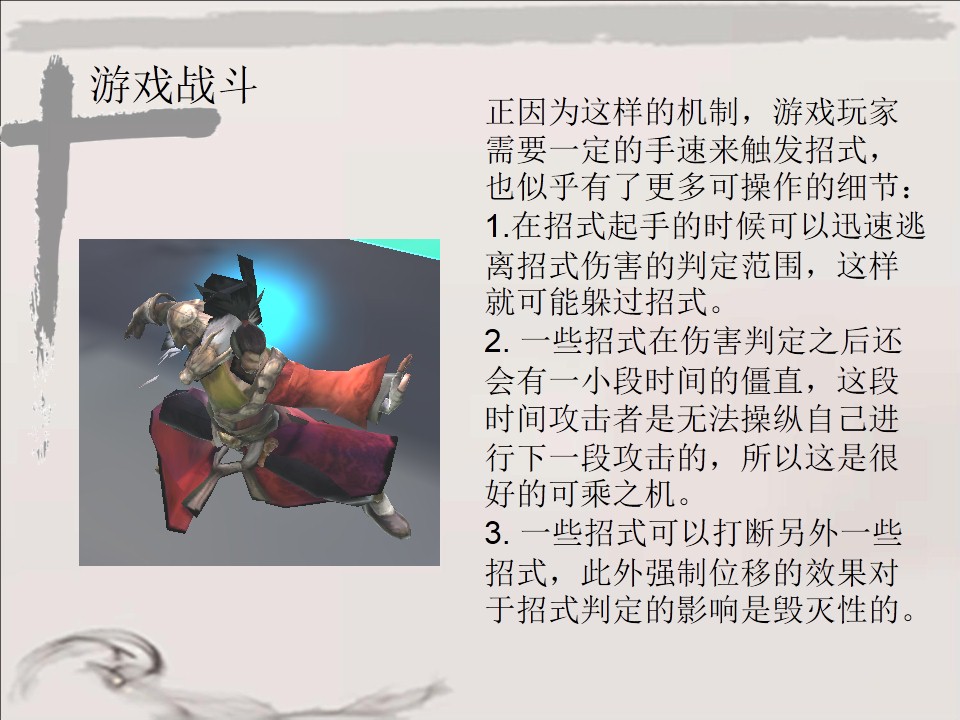 游戏战斗
正因为这样的机制，游戏玩家
需要一定的手速来触发招式，
也似乎有了更多可操作的细节：
1.在招式起手的时候可以迅速逃
离招式伤害的判定范围，这样
就可能躲过招式。
2. 一些招式在伤害判定之后还
会有一小段时间的僵直，这段
时间攻击者是无法操纵自己进
行下一段攻击的，所以这是很
好的可乘之机。
3. 一些招式可以打断另外一些
招式，此外强制位移的效果对
于招式判定的影响是毁灭性的。